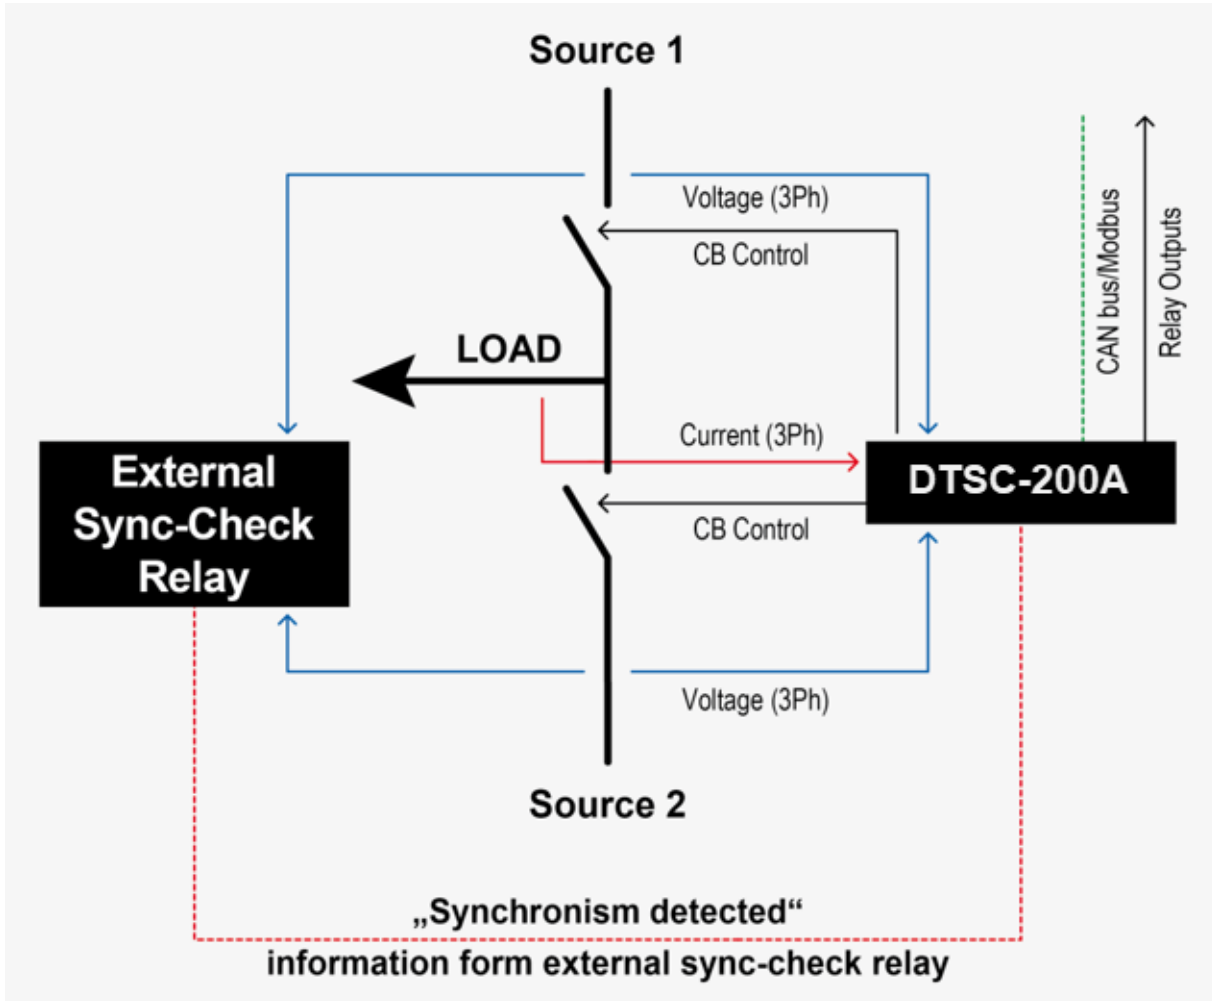 Source 1
Voltage (3Ph)
CB Control
CAN bus/Modbus
Relay Outputs
LOAD
Current (3Ph)
External
Sync-Check
Relay
DTSC-200A
CB Control
Voltage (3Ph)
Source 2
„Synchronism detected“
information form external sync-check relay